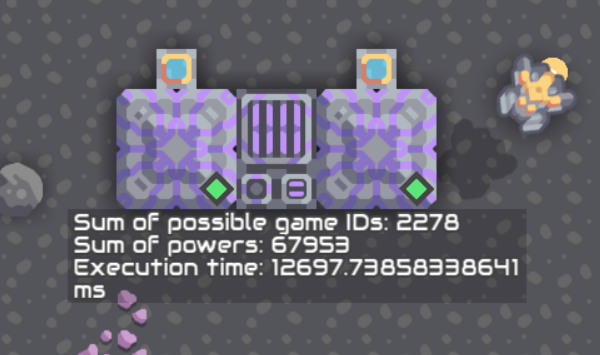 Sum of possible game IDs: 2278
Sum of powers: 67953
Execution time: 12697.73858338641
ms